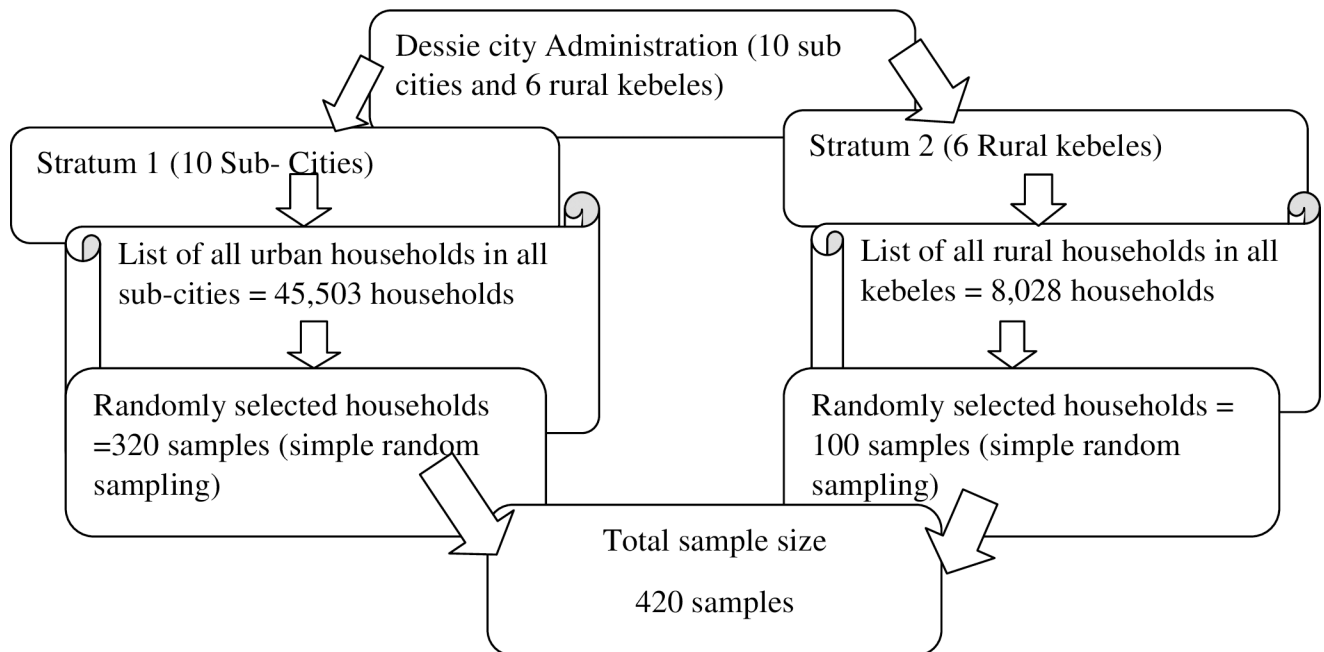 Dessie city Administration (10 sub
cities and 6 rural kebeles)
Stratum 1 (10 Sub- Cities)
Stratum 2 (6 Rural kebeles)
List of all urban households in all
sub-cities = 45,503 households
List of all rural households in all
kebeles = 8,028 households
Randomly selected households
=320 samples (simple random
sampling)
Randomly selected households =
100 samples (simple random
sampling)
Total sample size
420 samples